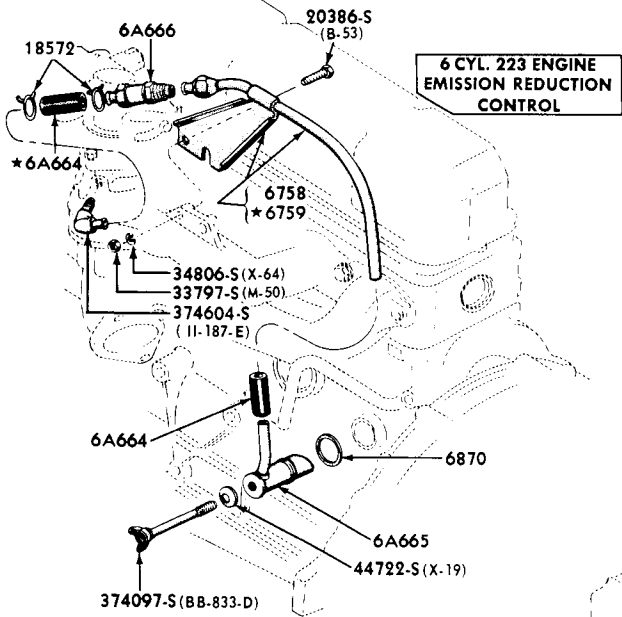 20386-S
(B-53)
18572
6A666
6 CYL. 223 ENGINE
EMISSION REDUCTION
CONTROL
★6A664
6758
★6759
34806-S (X-64)
33797-S (M-50)
374604-S
(II-187-E)
6A664
6870
6A665
44722-S (X-19)
374097-S (BB-833-D)